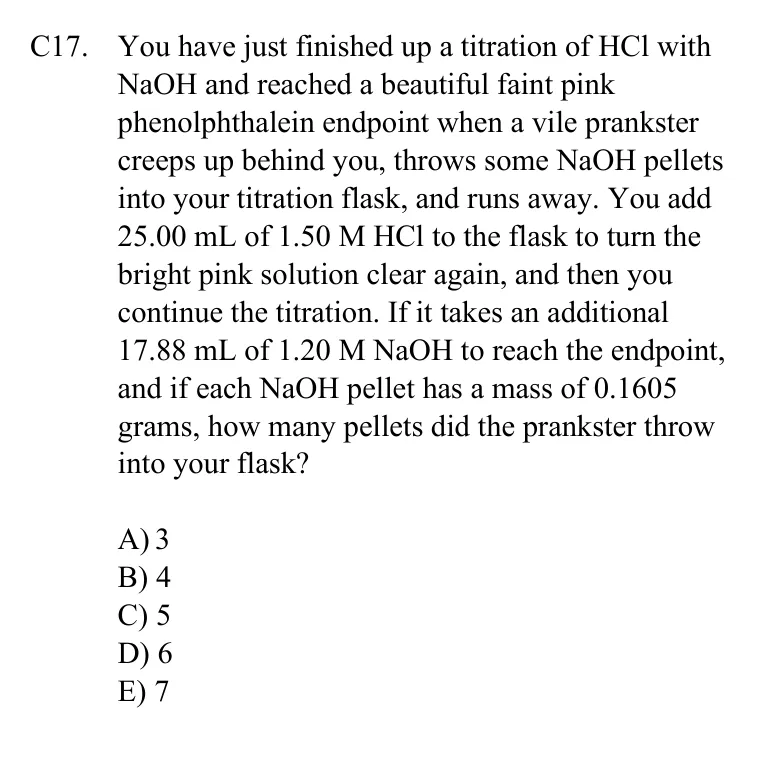 C17. You have just finished up a titration of HCl with
NaOH and reached a beautiful faint pink
phenolphthalein endpoint when a vile prankster
creeps up behind you, throws some NaOH pellets
into your titration flask, and runs away. You add
25.00 mL of 1.50 M HCl to the flask to turn the
bright pink solution clear again, and then you
continue the titration. If it takes an additional
17.88 mL of 1.20 M NaOH to reach the endpoint,
and if each NaOH pellet has a mass of 0.1605
grams, how many pellets did the prankster throw
into your flask?
A) 3
B) 4
C) 5
D) 6
E) 7